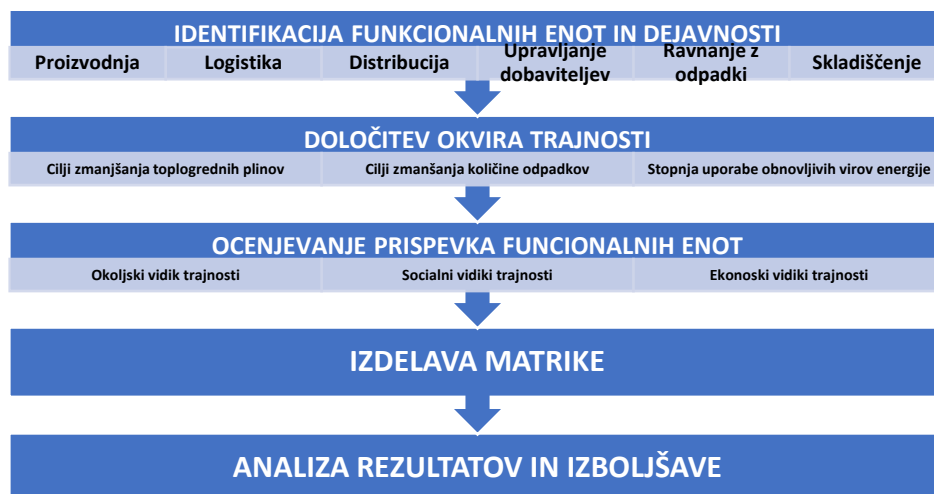 IDENTIFIKACIJA FUNKCIONALNIH ENOT IN DEJAVNOSTI
Proizvodnja
Logistika
Distribucija
Upravljanje
dobaviteljev
Ravnanje z
odpadki
Skladiščenje
DOLOČITEV OKVIRA TRAJNOSTI
Cilji zmanjšanja toplogrednih plinov
Cilji zmanšanja količine odpadkov
Stopnja uporabe obnovljivih virov energije
OCENJEVANJE PRISPEVKA FUNCIONALNIH ENOT
Okoljski vidik trajnosti
Socialni vidiki trajnosti
Ekonoski vidiki trajnosti
IZDELAVA MATRIKE
ANALIZA REZULTATOV IN IZBOLJŠAVE